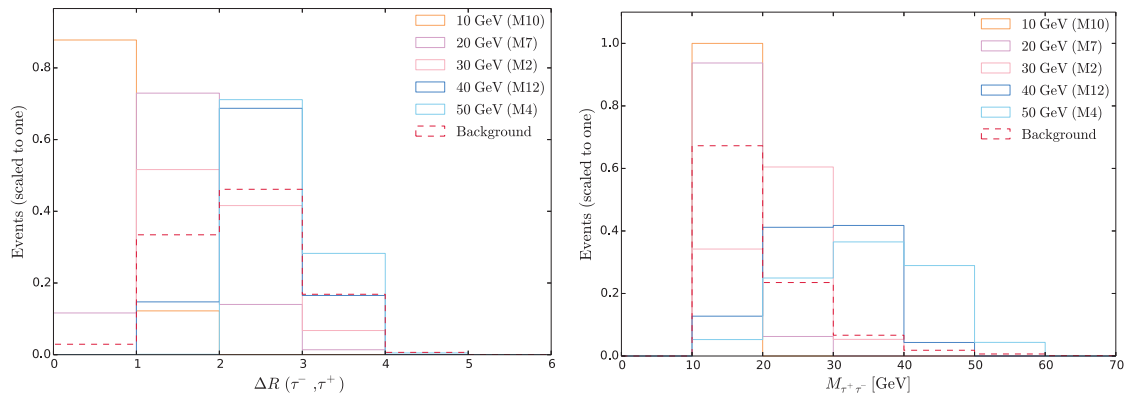 10 GeV (M10)
20 GeV (M7)
30 GeV (M2)
40 GeV (M12)
50 GeV (M4)
Background
Events (scaled to one)
0.8
0.6
0.4
0.2
0.0
0 1 2 3 4 5 6
ΔR (τ⁻ ,τ⁺)
10 GeV (M10)
20 GeV (M7)
30 GeV (M2)
40 GeV (M12)
50 GeV (M4)
Background
Events (scaled to one)
1.0
0.8
0.6
0.4
0.2
0.0
0 10 20 30 40 50 60 70
M_{τ⁺τ⁻} [GeV]